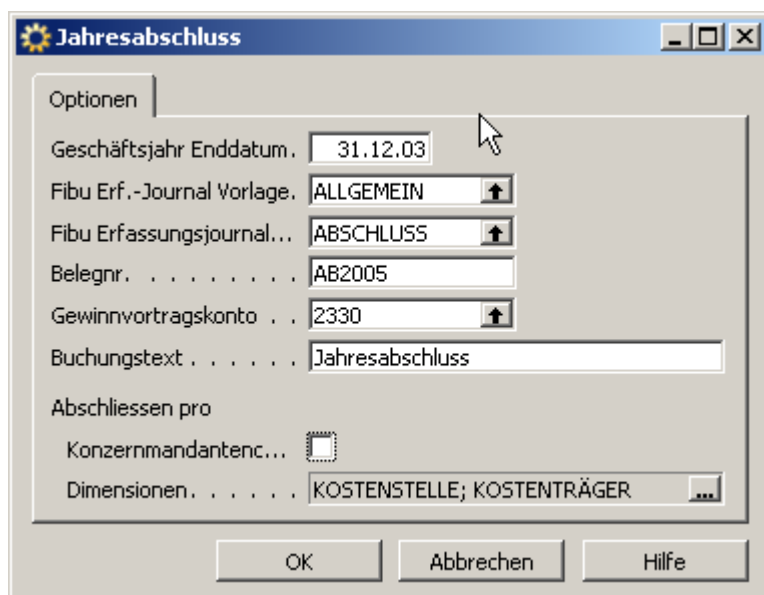 Jahresabschluss
Optionen
Geschäftsjahr Enddatum. 31.12.03
Fibu Erf.-Journal Vorlage. ALLGEMEIN
Fibu Erfassungsjournal... ABSCHLUSS
Belegnr. . . . . . . . . AB2005
Gewinnvortragskonto . . 2330
Buchungstext . . . . . . Jahresabschluss
Abschliessen pro
Konzernmandantenc...
Dimensionen. . . . . . KOSTENSTELLE; KOSTENTRÄGER ...
OK Abbrechen Hilfe